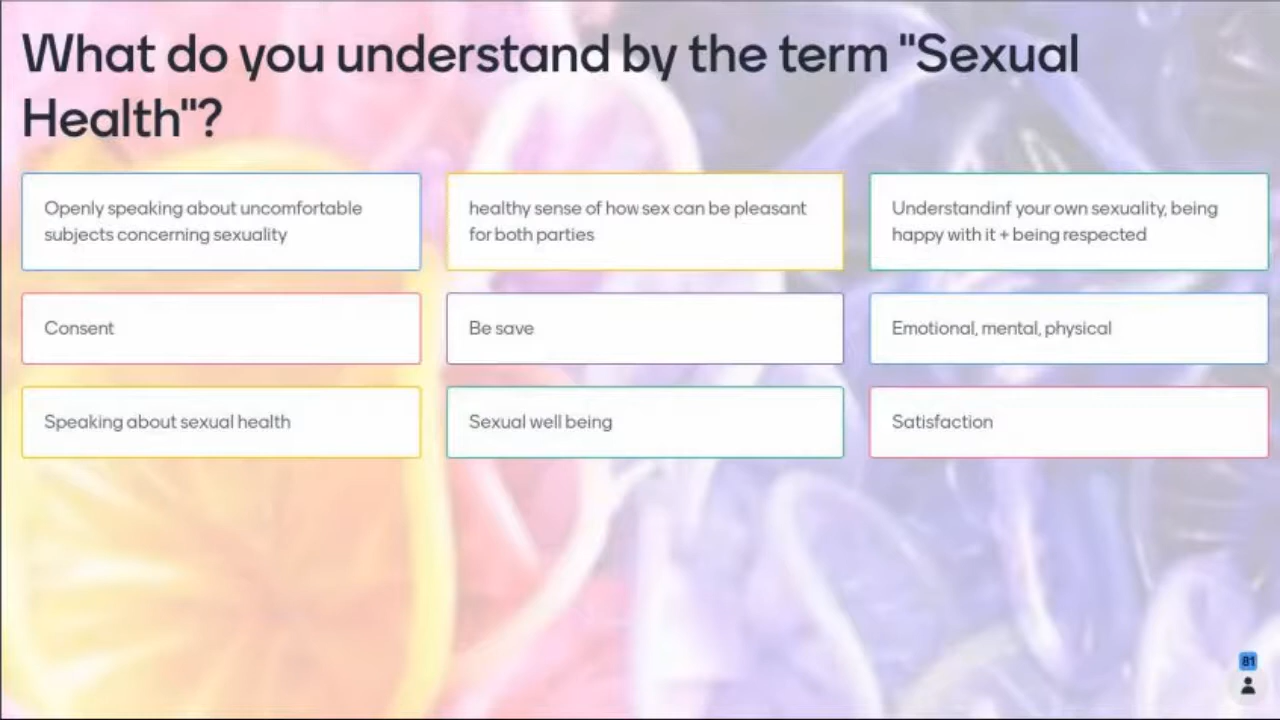 What do you understand by the term "Sexual
Health"?
Openly speaking about uncomfortable
subjects concerning sexuality
healthy sense of how sex can be pleasant
for both parties
Understandinf your own sexuality, being
happy with it + being respected
Consent
Be save
Emotional, mental, physical
Speaking about sexual health
Sexual well being
Satisfaction
81